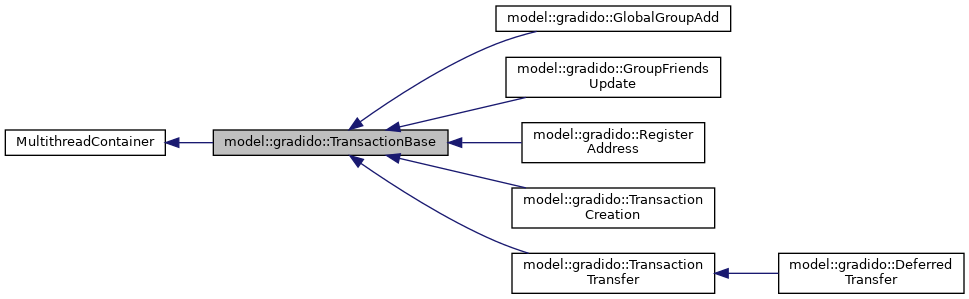 model::gradido::GlobalGroupAdd
model::gradido::GroupFriends
Update
MultithreadContainer
model::gradido::TransactionBase
model::gradido::Register
Address
model::gradido::Transaction
Creation
model::gradido::Transaction
Transfer
model::gradido::Deferred
Transfer